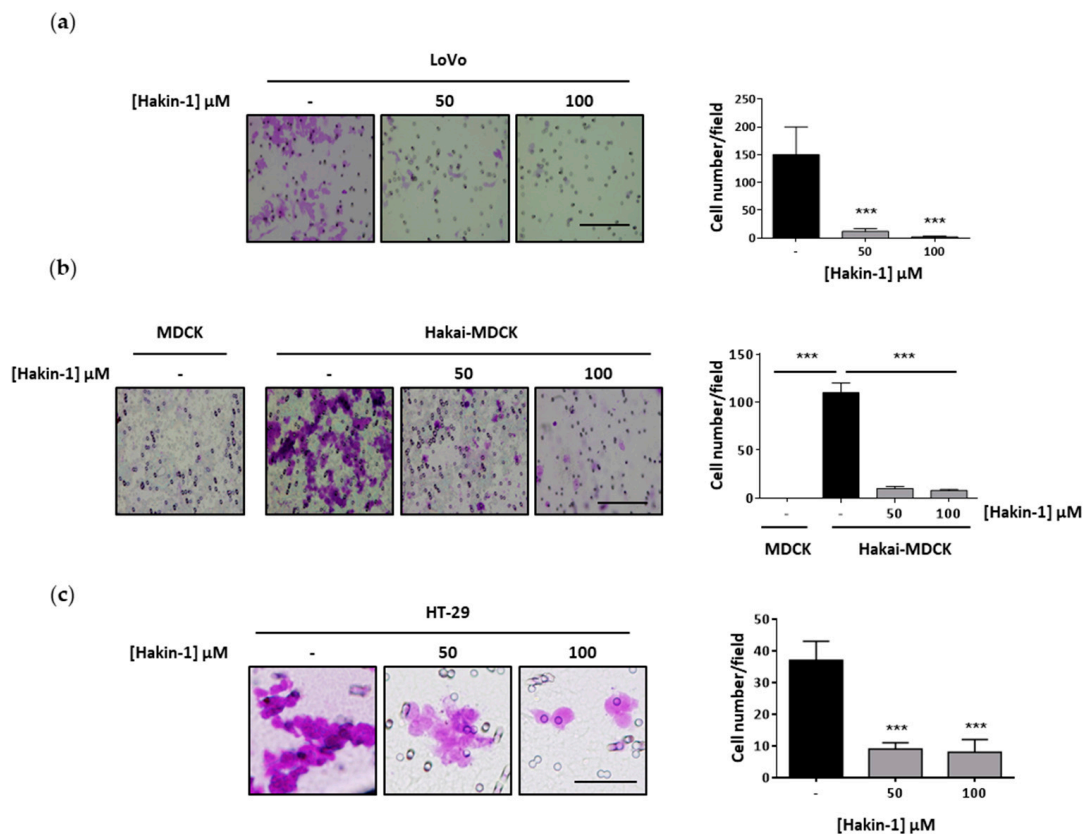 (a)
LoVo
[Hakin-1] μM - 50 100
Cell number/field
250
200
150
100
50
0
*** ***
- 50 100
[Hakin-1] μM
(b)
MDCK Hakai-MDCK
[Hakin-1] μM - - 50 100
Cell number/field
150
100
50
0
*** ***
- - 50 100 [Hakin-1] μM
MDCK Hakai-MDCK
(c)
HT-29
[Hakin-1] μM - 50 100
Cell number/field
50
40
30
20
10
0
*** ***
- 50 100
[Hakin-1] μM